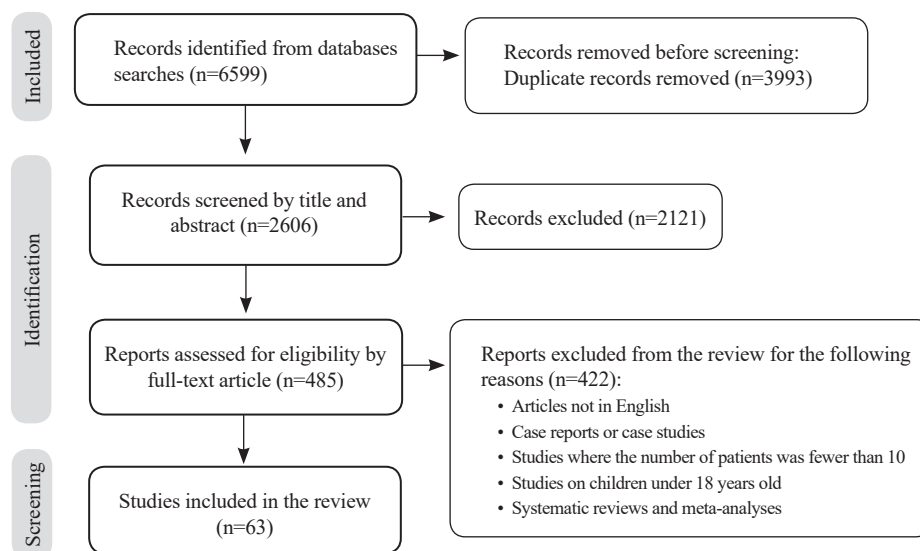 Included
Records identified from databases
searches (n=6599)
Records removed before screening:
Duplicate records removed (n=3993)
Identification
Records screened by title and
abstract (n=2606)
Records excluded (n=2121)
Reports assessed for eligibility by
full-text article (n=485)
Reports excluded from the review for the following
reasons (n=422):
• Articles not in English
• Case reports or case studies
• Studies where the number of patients was fewer than 10
• Studies on children under 18 years old
• Systematic reviews and meta-analyses
Screening
Studies included in the review
(n=63)